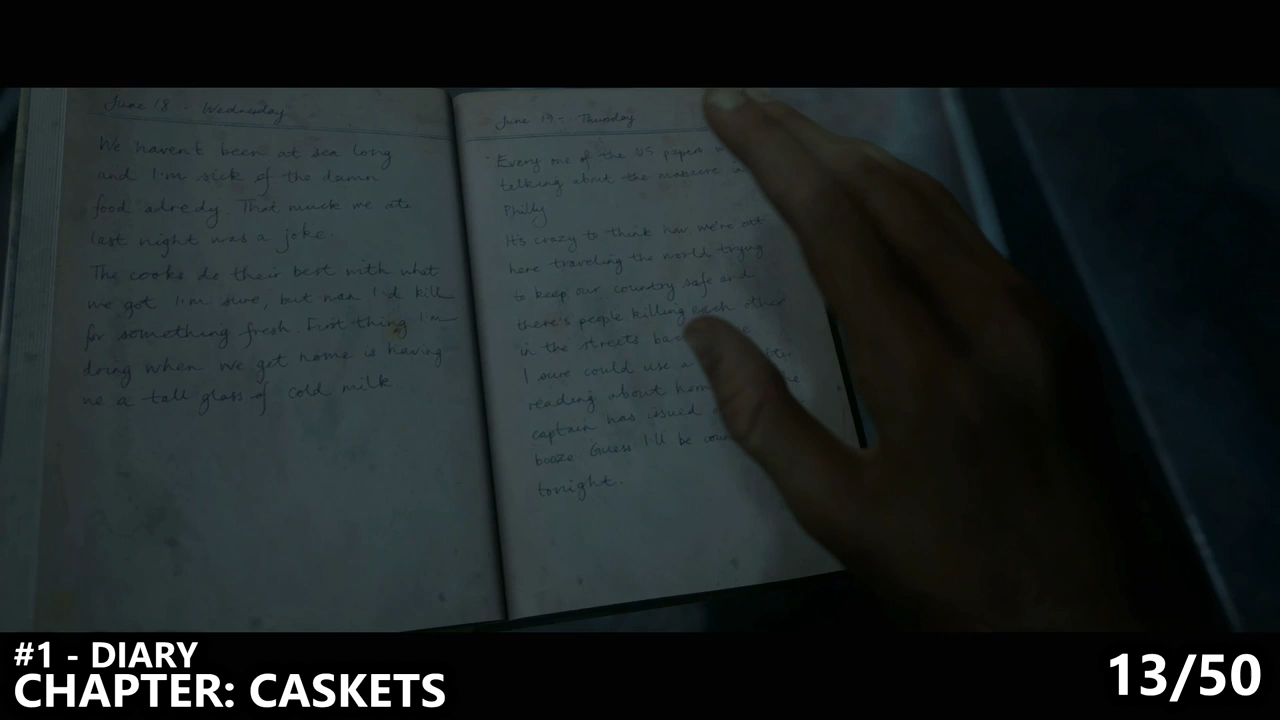 June 18 - Wednesday
We haven't been at sea long
and I'm sick of the damn
food alredy. That muck me ate
last night was a joke.
The cooks do their best with what
we got I'm sure, but man I'd kill
for something fresh. First thing I'm
doing when we get home is having
me a tall glass of cold milk
June 19 - Thursday
Every one of the US papers
telling about the massacre
Philly
It's crazy to think how we're out
here traveling the world trying
to keep our country safe and
there's people killing each other
in the streets
I sure could use a
reading about
captain has issued
booze Guess I'll be
tonight.
#1 - DIARY
CHAPTER: CASKETS
13/50